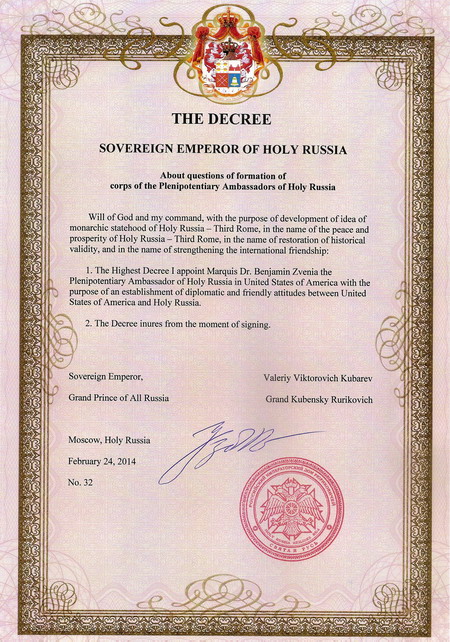 THE DECREE
SOVEREIGN EMPEROR OF HOLY RUSSIA
About questions of formation of
corps of the Plenipotentiary Ambassadors of Holy Russia
Will of God and my command, with the purpose of development of idea of
monarchic statehood of Holy Russia – Third Rome, in the name of the peace and
prosperity of Holy Russia – Third Rome, in the name of restoration of historical
validity, and in the name of strengthening the international friendship:
1. The Highest Decree I appoint Marquis Dr. Benjamin Zvenia the
Plenipotentiary Ambassador of Holy Russia in United States of America with the
purpose of an establishment of diplomatic and friendly attitudes between United
States of America and Holy Russia.
2. The Decree inures from the moment of signing.
Sovereign Emperor, Valeriy Viktorovich Kubarev
Grand Prince of All Russia Grand Kubensky Rurikovich
Moscow, Holy Russia
February 24, 2014
No. 32
СВЯТАЯ РУСЬ